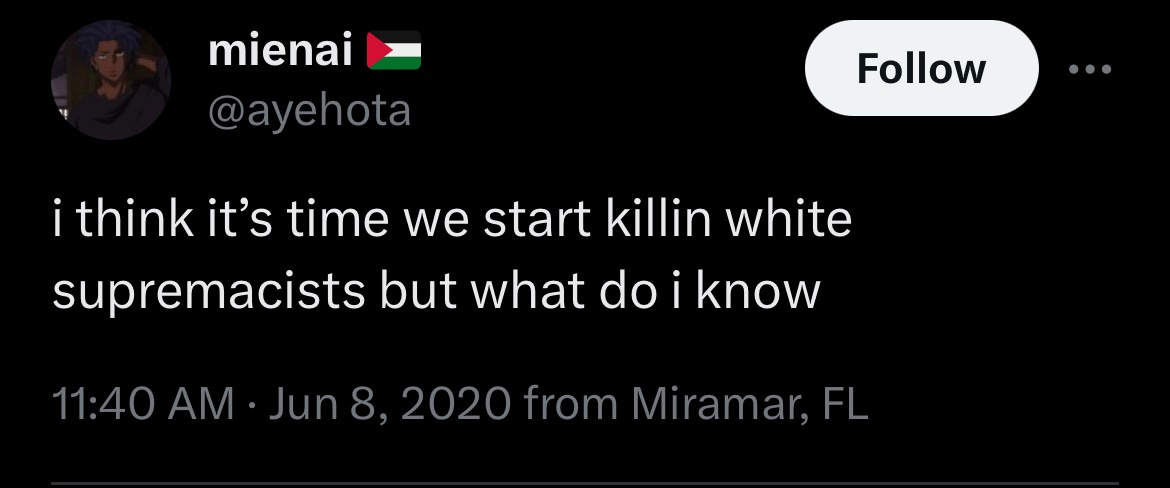 mienai 🇵🇸
@ayehota
Follow
i think it’s time we start killin white
supremacists but what do i know
11:40 AM · Jun 8, 2020 from Miramar, FL